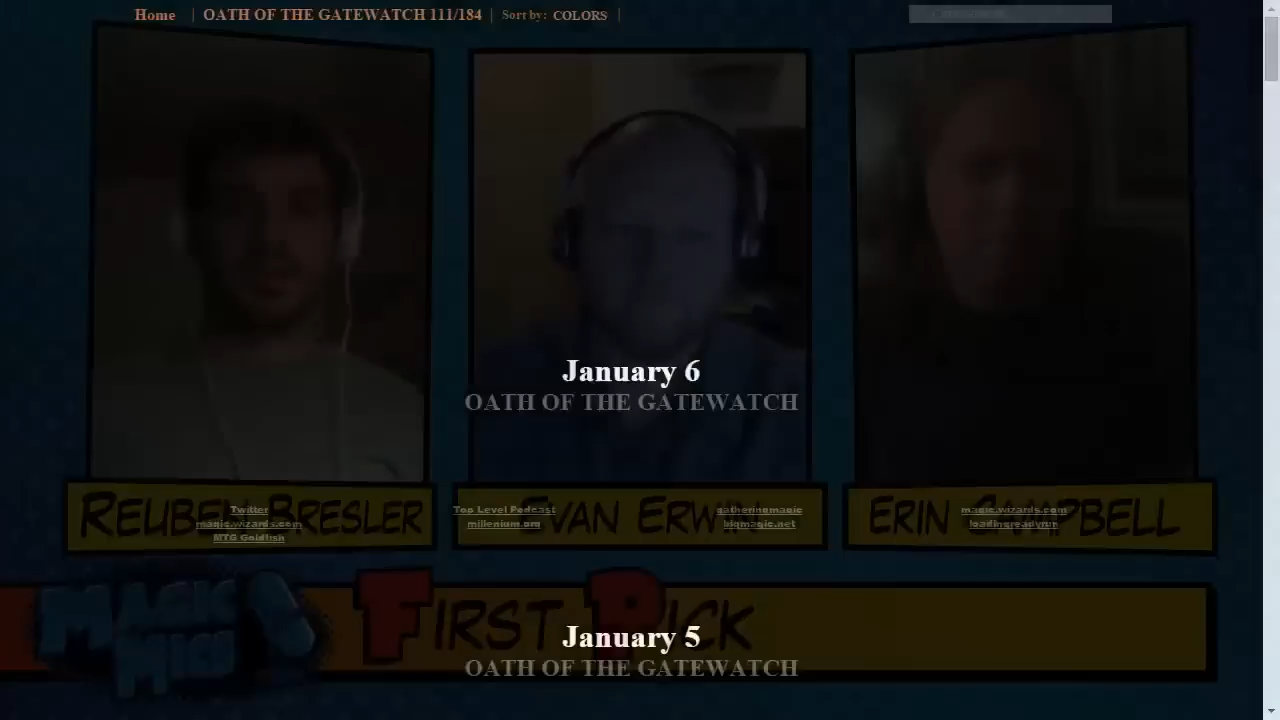 Home | OATH OF THE GATEWATCH 111/184 | Sort by: COLORS |
January 6
OATH OF THE GATEWATCH
REUBEN BRESLER
EVAN ERWIN
ERIN CAMPBELL
Twitter
magic.wizards.com
MTG Goldfish
Top Level Podcast
millenium.org
gatheringmagic
bigmagic.net
magic.wizards.com
loadingreadyrun
MAGIC
MICS
FIRST PICK
January 5
OATH OF THE GATEWATCH